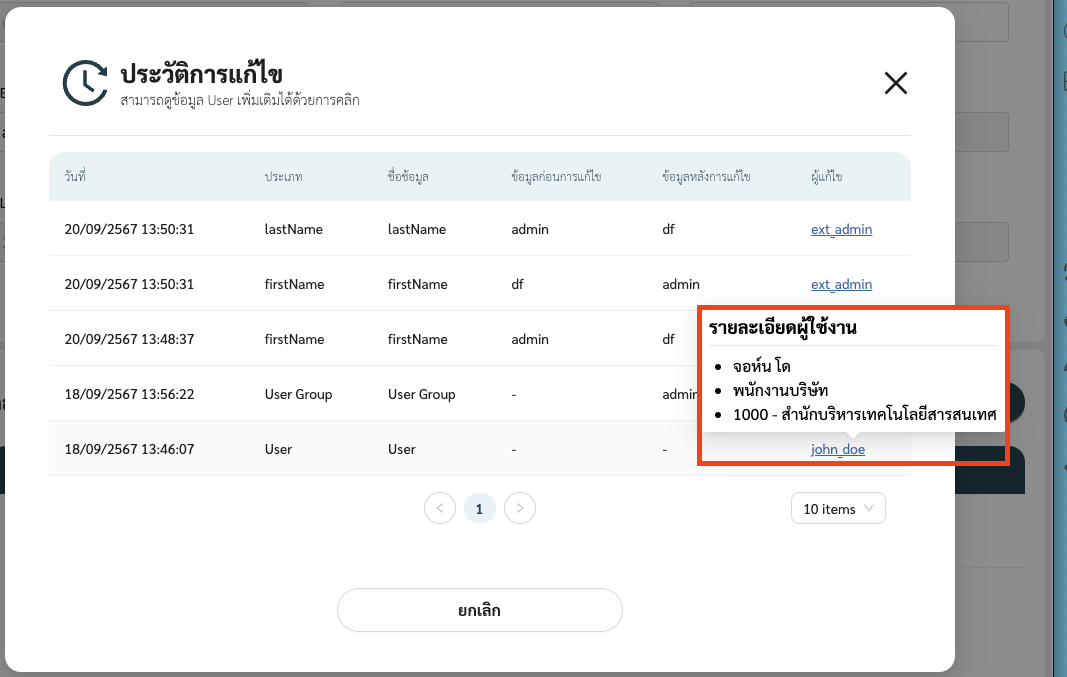 ประวัติการแก้ไข
สามารถดูข้อมูล User เพิ่มเติมได้ด้วยการคลิก
วันที่ ประเภท ชื่อข้อมูล ข้อมูลก่อนการแก้ไข ข้อมูลหลังการแก้ไข ผู้แก้ไข
20/09/2567 13:50:31 lastName lastName admin df ext_admin
20/09/2567 13:50:31 firstName firstName df admin ext_admin
20/09/2567 13:48:37 firstName firstName admin df
18/09/2567 13:56:22 User Group User Group - admin
รายละเอียดผู้ใช้งาน
• จอห์น โด
• พนักงานบริษัท
• 1000 - สำนักบริหารเทคโนโลยีสารสนเทศ
18/09/2567 13:46:07 User User - - john_doe
< 1 > 10 items
ยกเลิก